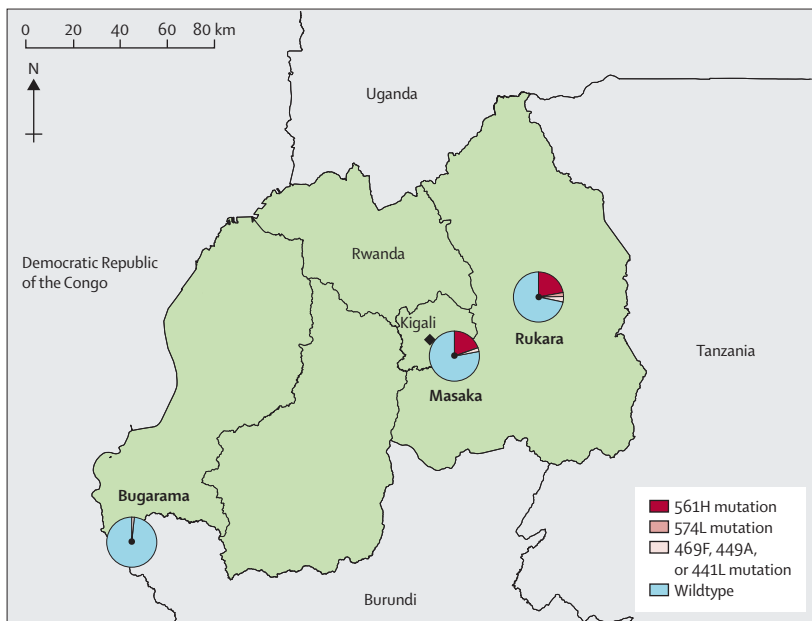 0 20 40 60 80 km
N
Uganda
Democratic Republic
of the Congo
Rwanda
Kigali
Rukara
Masaka
Tanzania
Bugarama
Burundi
561H mutation
574L mutation
469F, 449A,
or 441L mutation
Wildtype